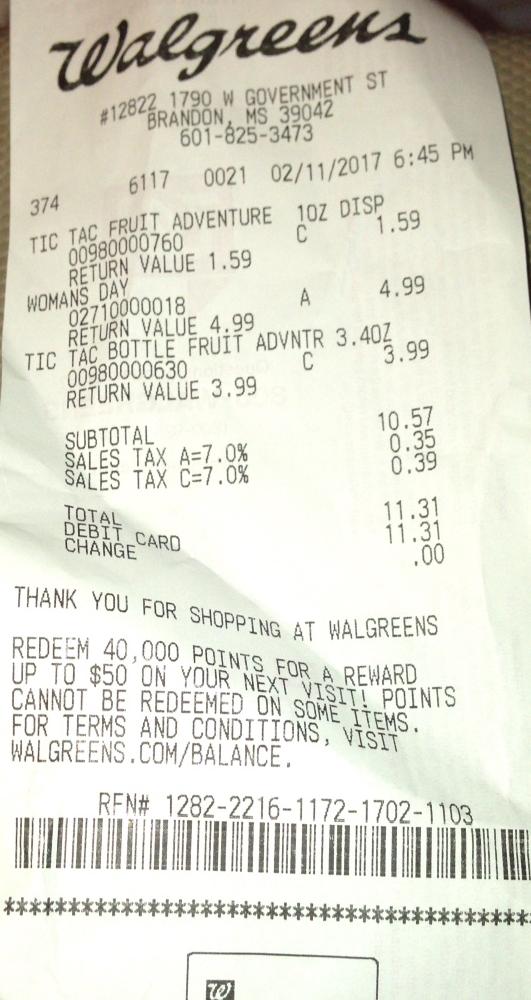 Walgreens
#12822 1790 W GOVERNMENT ST
BRANDON, MS 39042
601-825-3473
374 6117 0021 02/11/2017 6:45 PM
TIC TAC FRUIT ADVENTURE 1OZ DISP
00980000760 C 1.59
RETURN VALUE 1.59
WOMANS DAY
02710000018 A 4.99
RETURN VALUE 4.99
TIC TAC BOTTLE FRUIT ADVNTR 3.40Z
00980000630 C 3.99
RETURN VALUE 3.99
SUBTOTAL 10.57
SALES TAX A=7.0% 0.35
SALES TAX C=7.0% 0.39
TOTAL 11.31
DEBIT CARD 11.31
CHANGE .00
THANK YOU FOR SHOPPING AT WALGREENS
REDEEM 40,000 POINTS FOR A REWARD
UP TO $50 ON YOUR NEXT VISIT! POINTS
CANNOT BE REDEEMED ON SOME ITEMS.
FOR TERMS AND CONDITIONS, VISIT
WALGREENS.COM/BALANCE.
RFN# 1282-2216-1172-1702-1103
****************************************
W